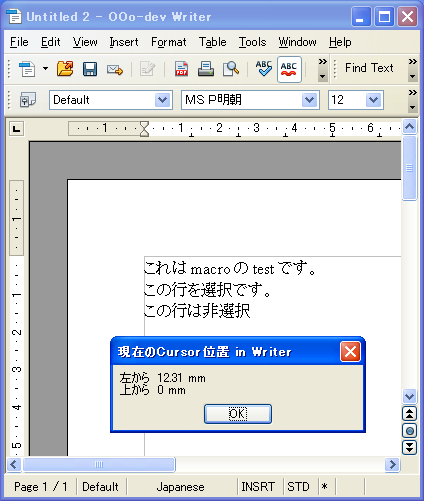 Untitled 2 - OOo-dev Writer
File Edit View Insert Format Table Tools Window Help
ABC ABC Find Text
Default MS P明朝 12
1 1 2 3 4 5 6
1
1
2
3
4
5
これは macro の test です。
この行を選択です。
この行は非選択
現在のCursor位置 in Writer
左から 12.31 mm
上から 0 mm
OK
Page 1 / 1 Default Japanese INSRT STD *